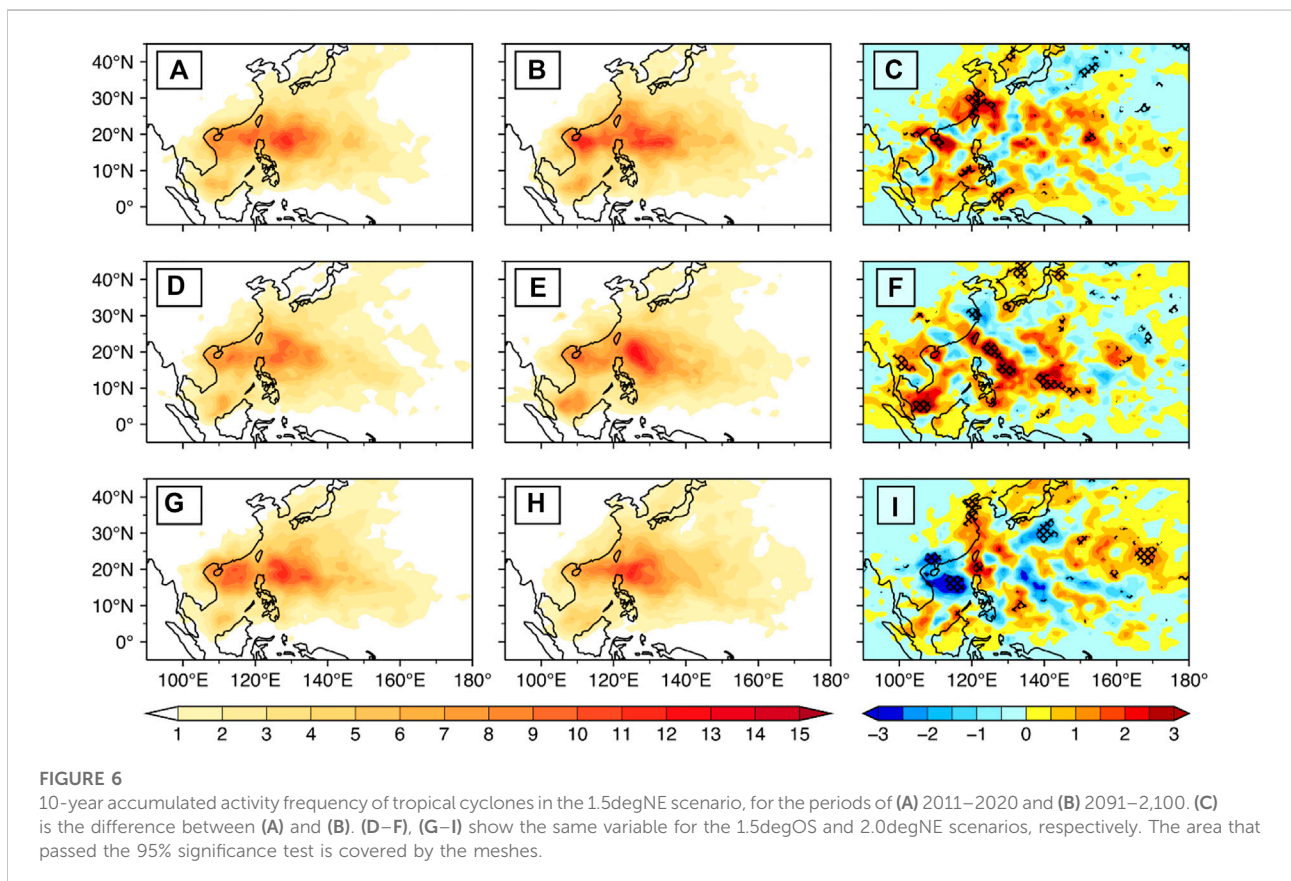 A
B
C
40°N
30°N
20°N
10°N
0°
D
E
F
40°N
30°N
20°N
10°N
0°
G
H
I
40°N
30°N
20°N
10°N
0°
100°E 120°E 140°E 160°E 180° 100°E 120°E 140°E 160°E 180° 100°E 120°E 140°E 160°E 180°
1 2 3 4 5 6 7 8 9 10 11 12 13 14 15 −3 −2 −1 0 1 2 3
FIGURE 6
10-year accumulated activity frequency of tropical cyclones in the 1.5degNE scenario, for the periods of (A) 2011–2020 and (B) 2091–2,100. (C)
is the difference between (A) and (B). (D–F), (G–I) show the same variable for the 1.5degOS and 2.0degNE scenarios, respectively. The area that
passed the 95% significance test is covered by the meshes.